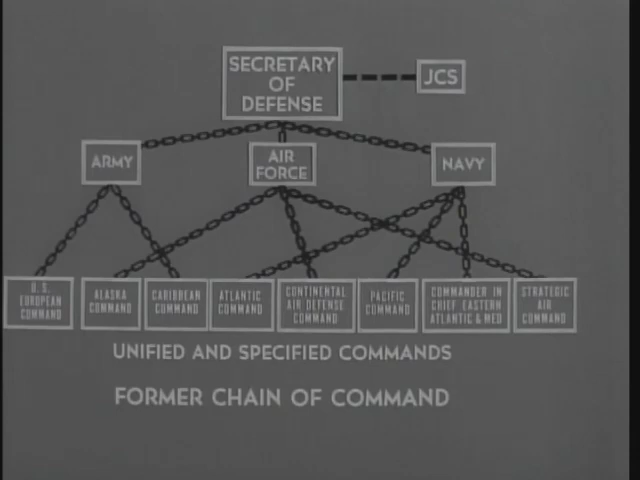 SECRETARY
OF
DEFENSE
JCS
ARMY
AIR
FORCE
NAVY
U.S.
EUROPEAN
COMMAND
ALASKA
COMMAND
CARIBBEAN
COMMAND
ATLANTIC
COMMAND
CONTINENTAL
AIR DEFENSE
COMMAND
PACIFIC
COMMAND
COMMANDER IN
CHIEF EASTERN
ATLANTIC & MED
STRATEGIC
AIR
COMMAND
UNIFIED AND SPECIFIED COMMANDS
FORMER CHAIN OF COMMAND